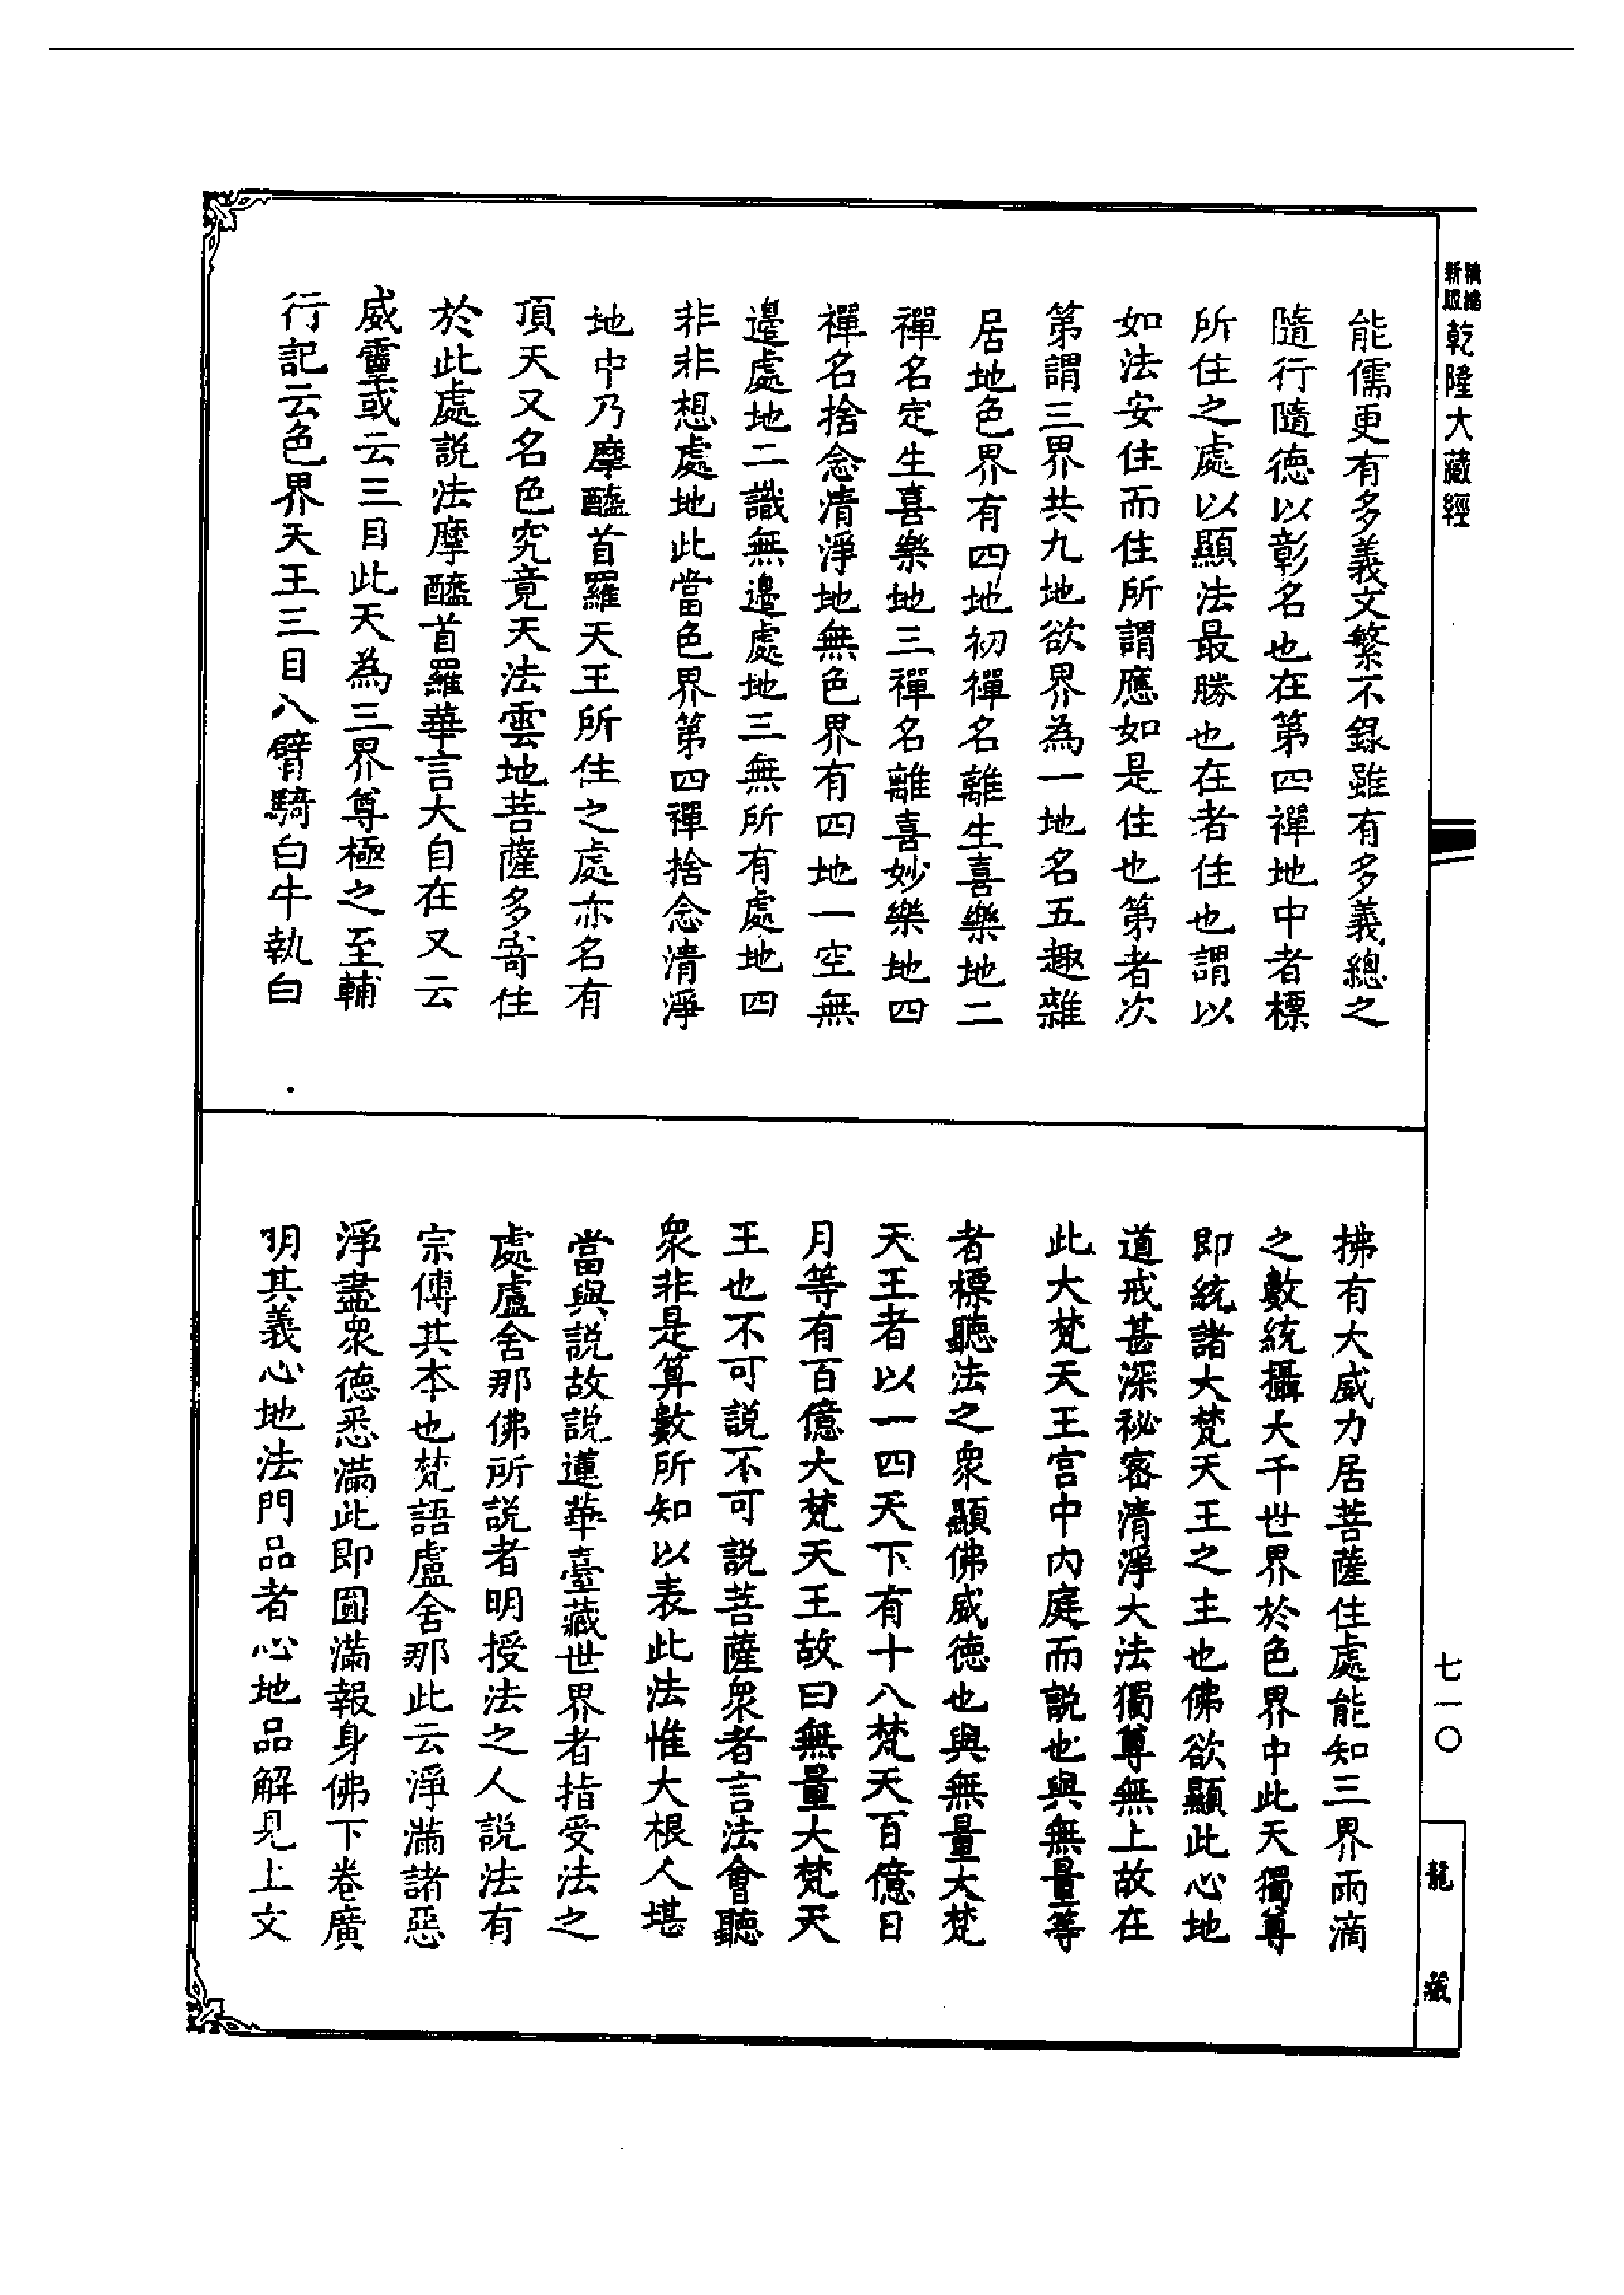 新版
精縮
乾隆大藏經
能儒更有多義文繁不錄雖有多義總之
隨行隨德以彰名也在第四禪地中者標
所住之處以顯法最勝也在者住也謂以
如法安住而住所謂應如是住也第者次
第謂三界共九地欲界為一地名五趣雜
居地色界有四地初禪名離生喜樂地二
禪名定生喜樂地三禪名離喜妙樂地四
禪名捨念清淨地無色界有四地一空無
邊處地二識無邊處地三無所有處地四
非非想處地此當色界第四禪捨念清淨
地中乃摩醯首羅天王所住之處亦名有
頂天又名色究竟天法雲地菩薩多寄住
於此處說法摩醯首羅華言大自在又云
威靈或云三目此天為三界尊極之至輔
行記云色界天王三目八臂騎白牛執白
拂有大威力居菩薩住處能知三界雨滴
之數統攝大千世界於色界中此天獨尊
即統諸大梵天王之主也佛欲顯此心地
道戒甚深秘密清淨大法獨尊無上故在
此大梵天王宮中內庭而說也與無量等
者標聽法之眾顯佛威德也與無量大梵
天王者以一四天下有十八梵天百億日
月等有百億大梵天王故曰無量大梵天
王也不可說不可說菩薩眾者言法會聽
眾非是算數所知以表此法惟大根人堪
當與說故說蓮華臺藏世界者指受法之
處盧舍那佛所說者明授法之人說法有
宗傳其本也梵語盧舍那此云淨滿諸惡
淨盡眾德悉滿此即圓滿報身佛下卷廣
明其義心地法門品者心地品解見上文
七一〇
龍藏